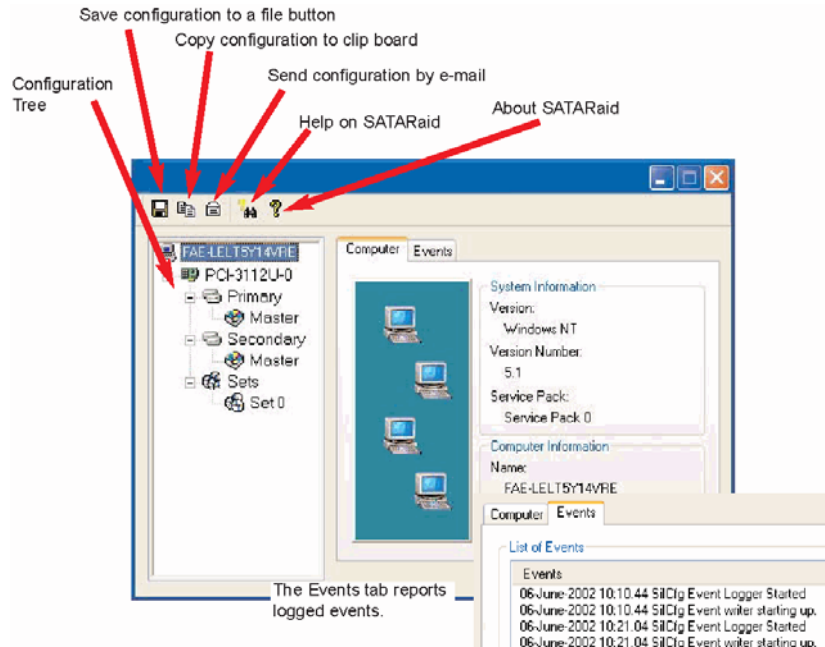 Save configuration to a file button
Copy configuration to clip board
Send configuration by e-mail
Configuration
Tree
Help on SATARaid
About SATARaid
FAE-LELT5Y14VRE
PCI-3112U-0
Primary
Master
Secondary
Master
Sets
Set 0
Computer Events
System Information
Version:
Windows NT
Version Number:
5.1
Service Pack:
Service Pack 0
Computer Information
Name:
FAE-LELT5Y14VRE
The Events tab reports
logged events.
Computer Events
List of Events
Events
06-June-2002 10:10.44 SilCfg Event Logger Started
06-June-2002 10:10.44 SilCfg Event writer starting up.
06-June-2002 10:21.04 SilCfg Event Logger Started
06-June-2002 10:21.04 SilCfg Event writer starting up.